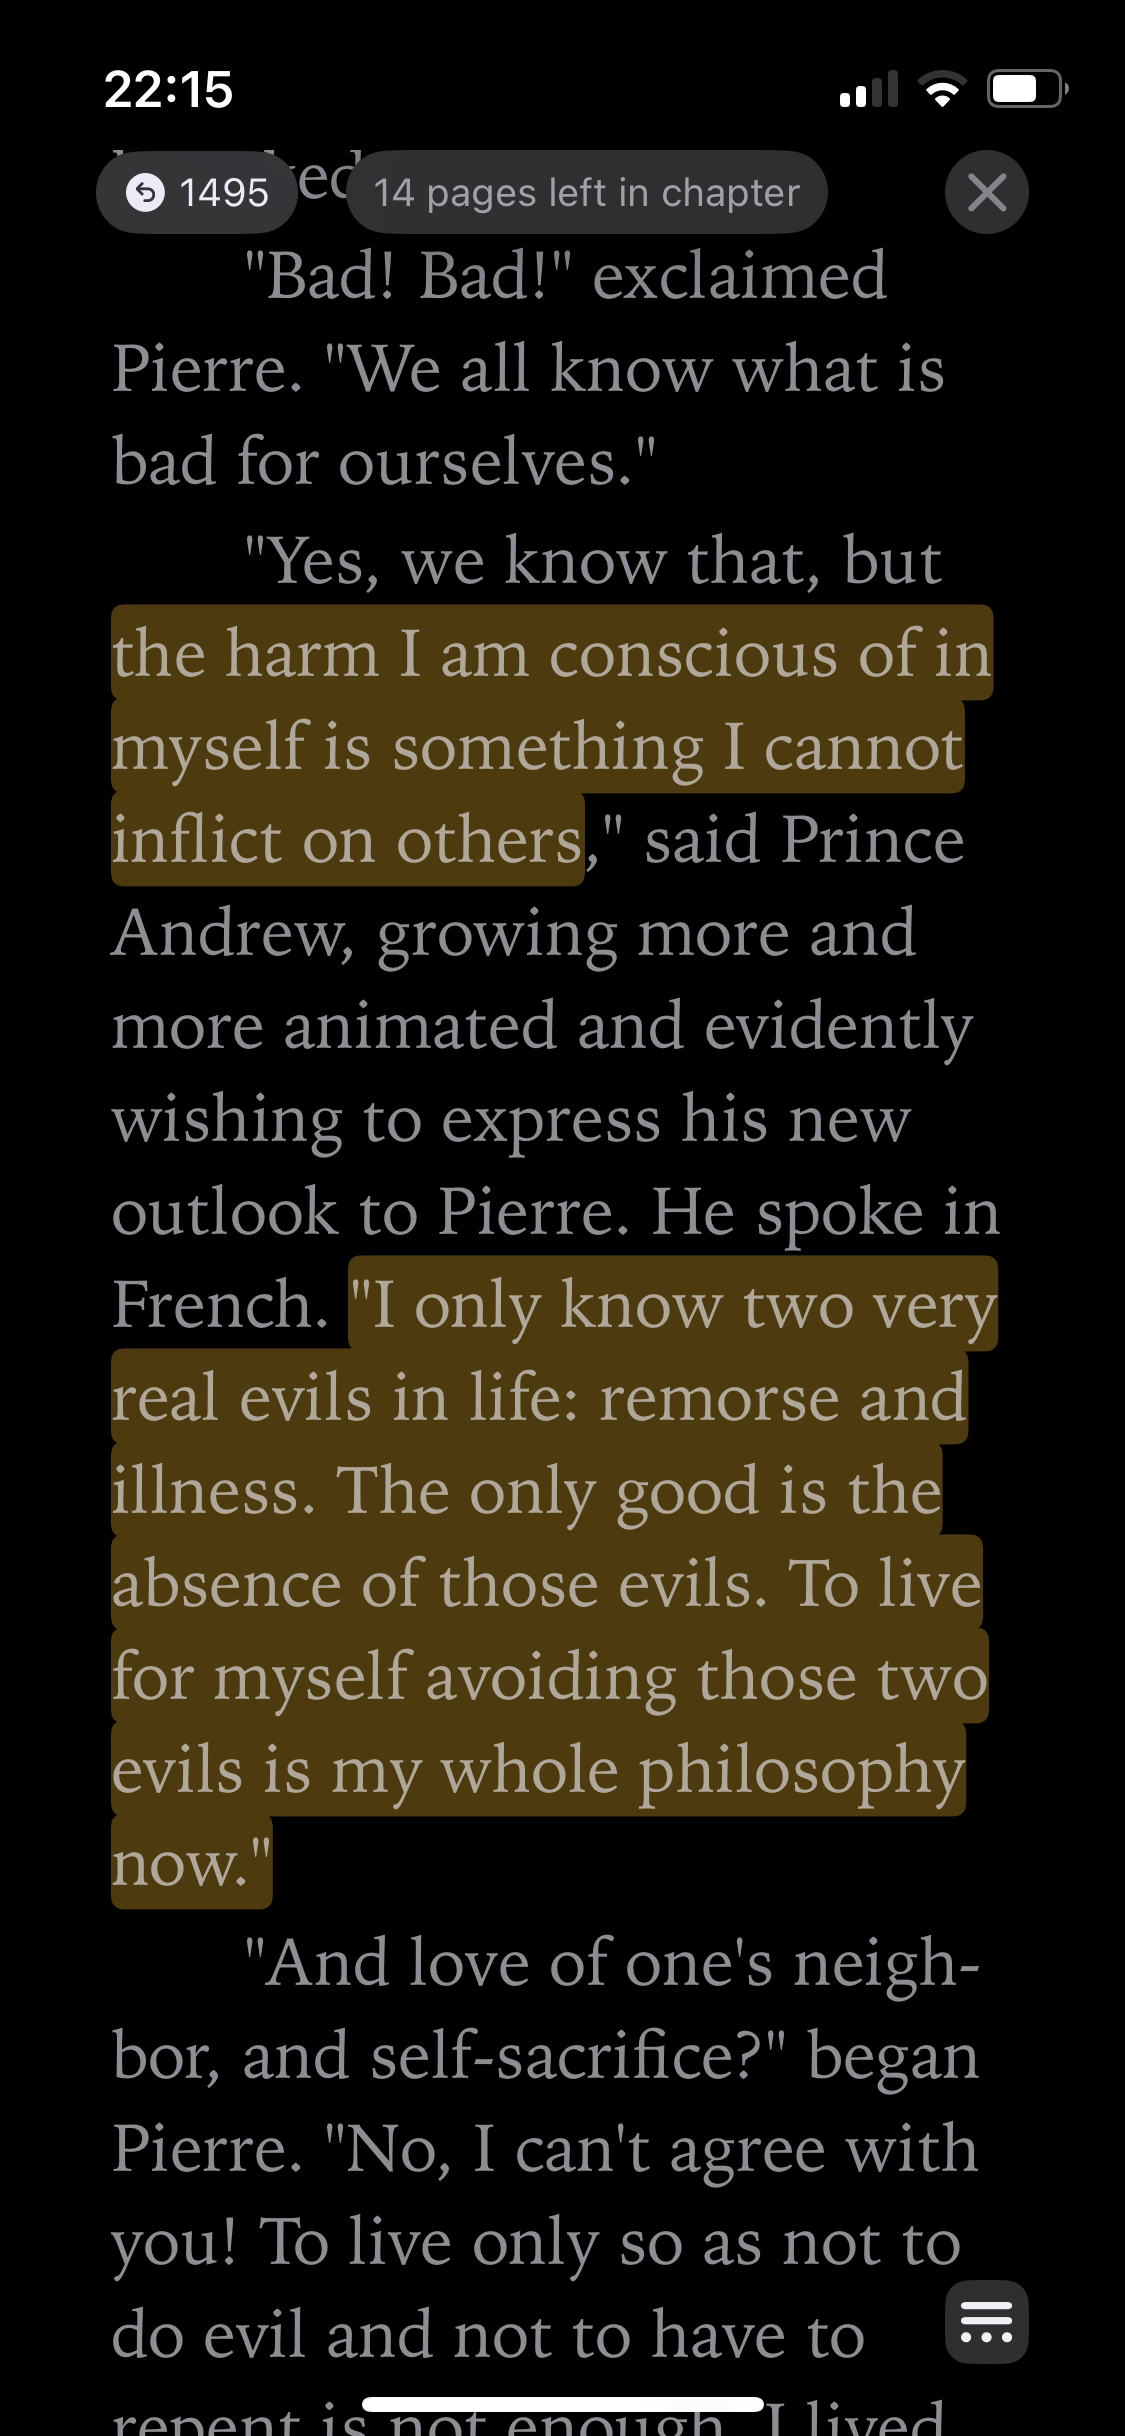 22:15
1495
14 pages left in chapter
"Bad! Bad!" exclaimed
Pierre. "We all know what is
bad for ourselves."
"Yes, we know that, but
the harm I am conscious of in
myself is something I cannot
inflict on others," said Prince
Andrew, growing more and
more animated and evidently
wishing to express his new
outlook to Pierre. He spoke in
French. "I only know two very
real evils in life: remorse and
illness. The only good is the
absence of those evils. To live
for myself avoiding those two
evils is my whole philosophy
now."
"And love of one's neigh-
bor, and self-sacrifice?" began
Pierre. "No, I can't agree with
you! To live only so as not to
do evil and not to have to
repent is not enough. I lived